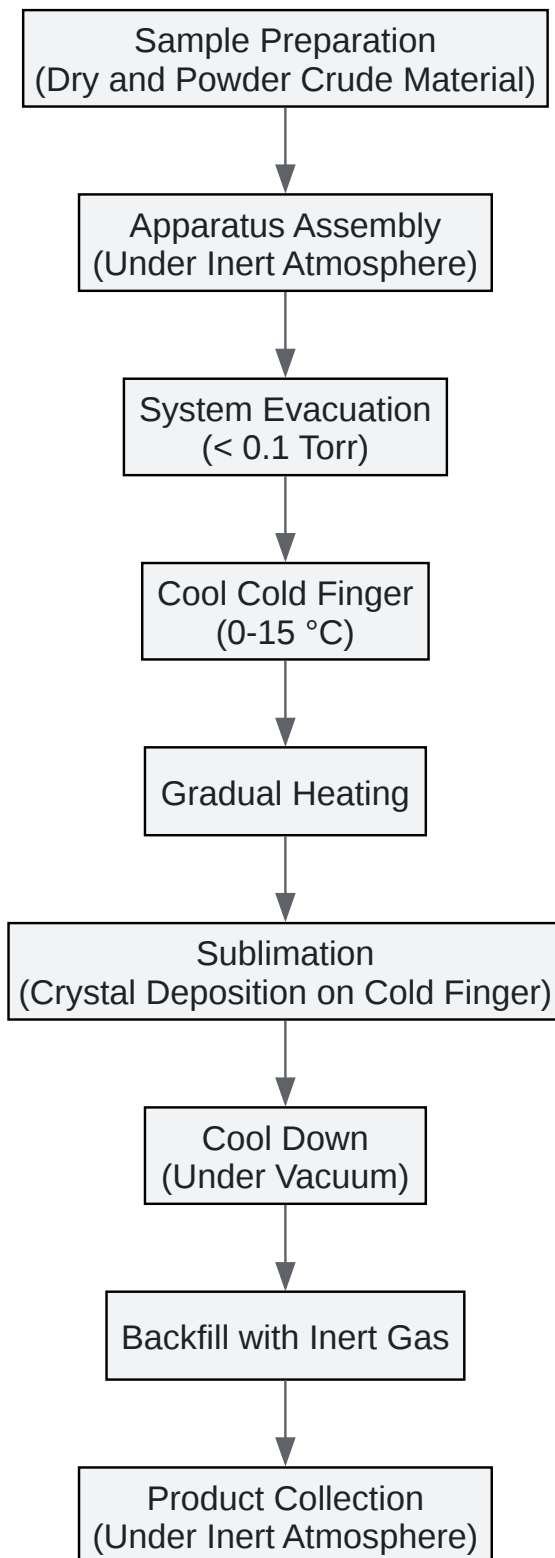 Sample Preparation
(Dry and Powder Crude Material)
Apparatus Assembly
(Under Inert Atmosphere)
System Evacuation
(< 0.1 Torr)
Cool Cold Finger
(0-15 °C)
Gradual Heating
Sublimation
(Crystal Deposition on Cold Finger)
Cool Down
(Under Vacuum)
Backfill with Inert Gas
Product Collection
(Under Inert Atmosphere)